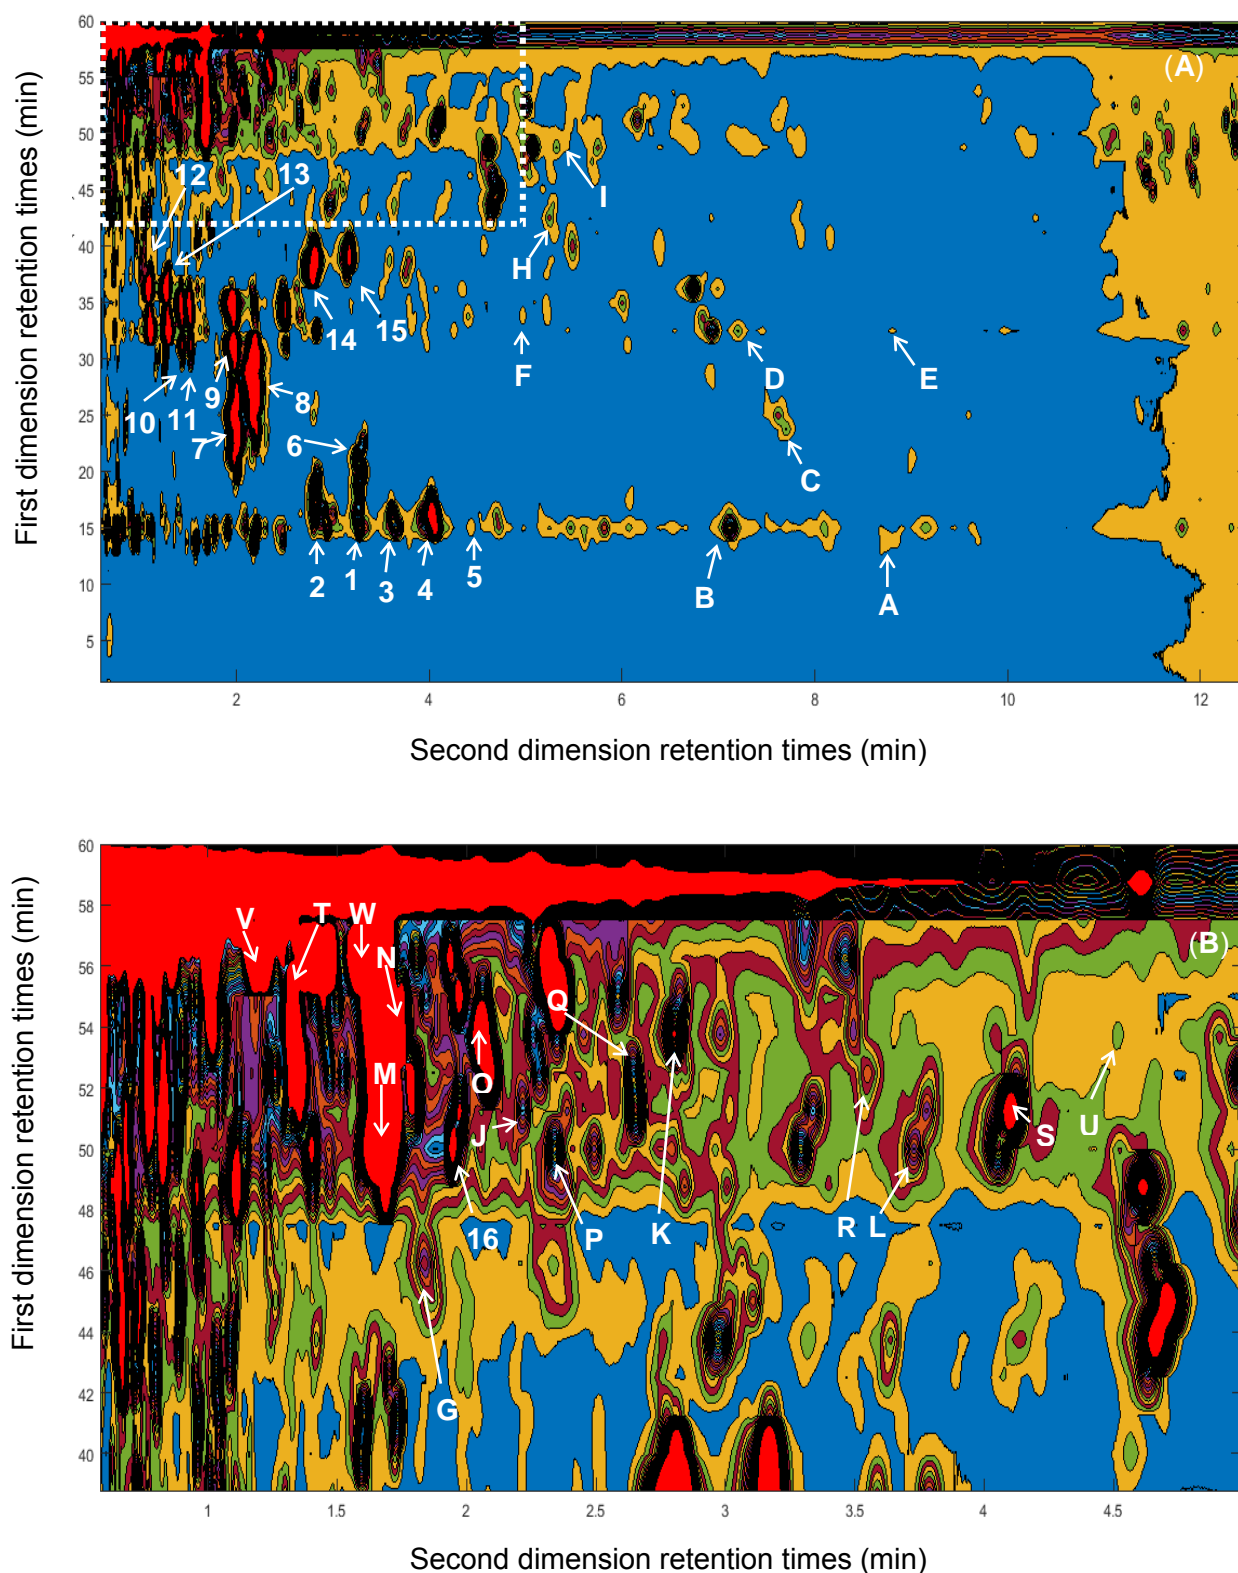 60
(A)
55
50
12
13
45
I
40
H
35
14
15
F
D
E
30
10
11
9
8
25
7
6
C
20
15
2
1
3
4
5
B
A
10
5
2
4
6
8
10
12
First dimension retention times (min)
Second dimension retention times (min)
60
58
V
T
W
N
(B)
56
Q
54
M
O
U
52
J
S
50
16
P
K
R
L
48
46
44
G
42
40
1
1.5
2
2.5
3
3.5
4
4.5
First dimension retention times (min)
Second dimension retention times (min)